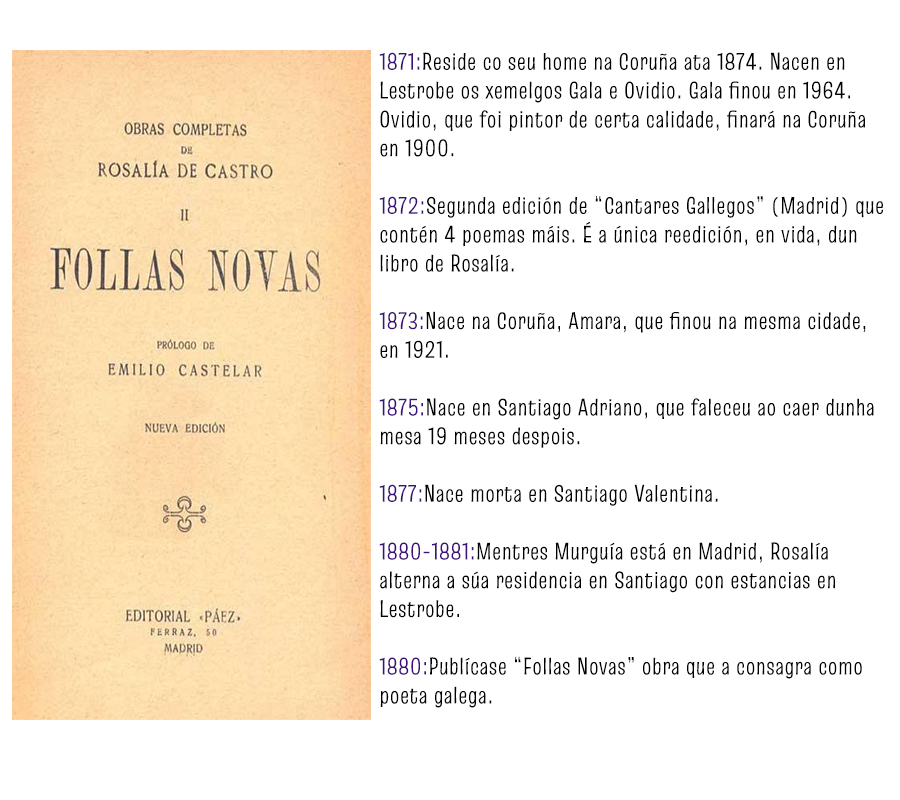 OBRAS COMPLETAS
DE
ROSALÍA DE CASTRO
II
FOLLAS NOVAS
PRÓLOGO DE
EMILIO CASTELAR
NUEVA EDICIÓN
EDITORIAL «PÁEZ»
FERRAZ, 50
MADRID
1871:Reside co seu home na Coruña ata 1874. Nacen en
Lestrobe os xemelgos Gala e Ovidio. Gala finou en 1964.
Ovidio, que foi pintor de certa calidade, finará na Coruña
en 1900.
1872:Segunda edición de “Cantares Gallegos” (Madrid) que
contén 4 poemas máis. É a única reedición, en vida, dun
libro de Rosalía.
1873:Nace na Coruña, Amara, que finou na mesma cidade,
en 1921.
1875:Nace en Santiago Adriano, que faleceu ao caer dunha
mesa 19 meses despois.
1877:Nace morta en Santiago Valentina.
1880-1881:Mentres Murguía está en Madrid, Rosalía
alterna a súa residencia en Santiago con estancias en
Lestrobe.
1880:Publícase “Follas Novas” obra que a consagra como
poeta galega.